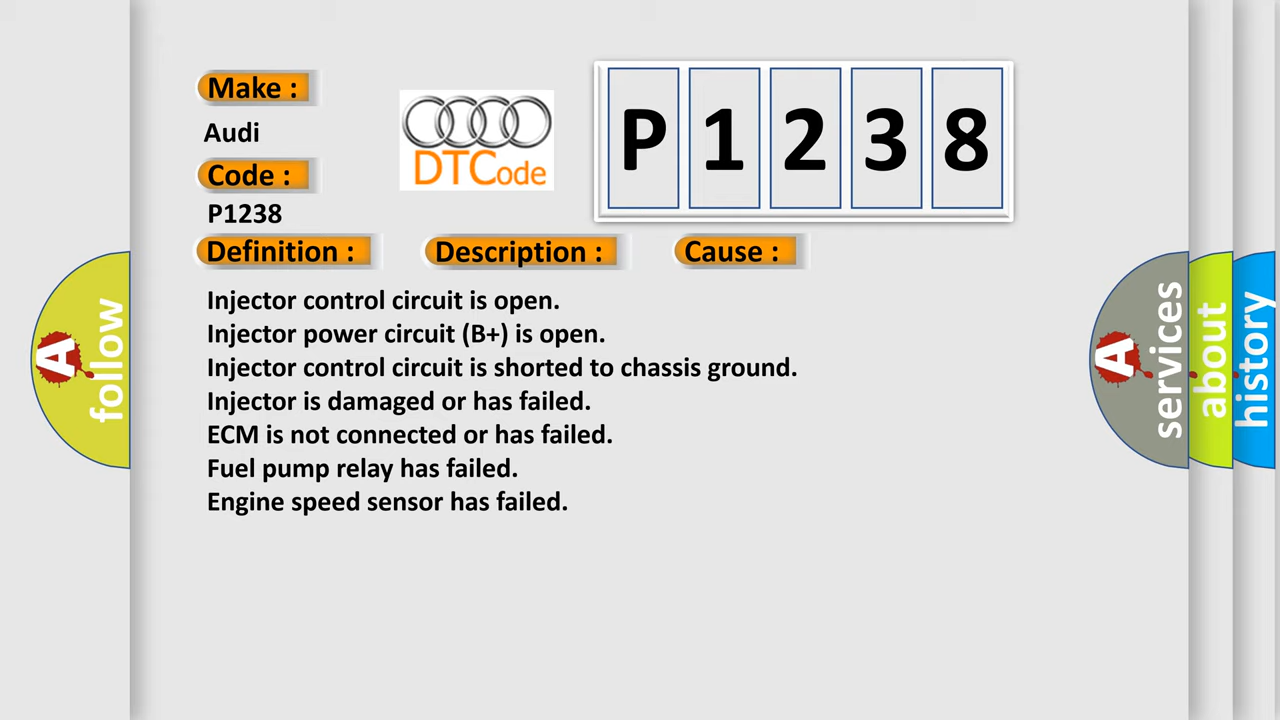 Make :
Audi
Code :
P1238
DTCode
P 1 2 3 8
Definition :
Description :
Cause :
Injector control circuit is open.
Injector power circuit (B+) is open.
Injector control circuit is shorted to chassis ground.
Injector is damaged or has failed.
ECM is not connected or has failed.
Fuel pump relay has failed.
Engine speed sensor has failed.
A
follow
A
services
about
history